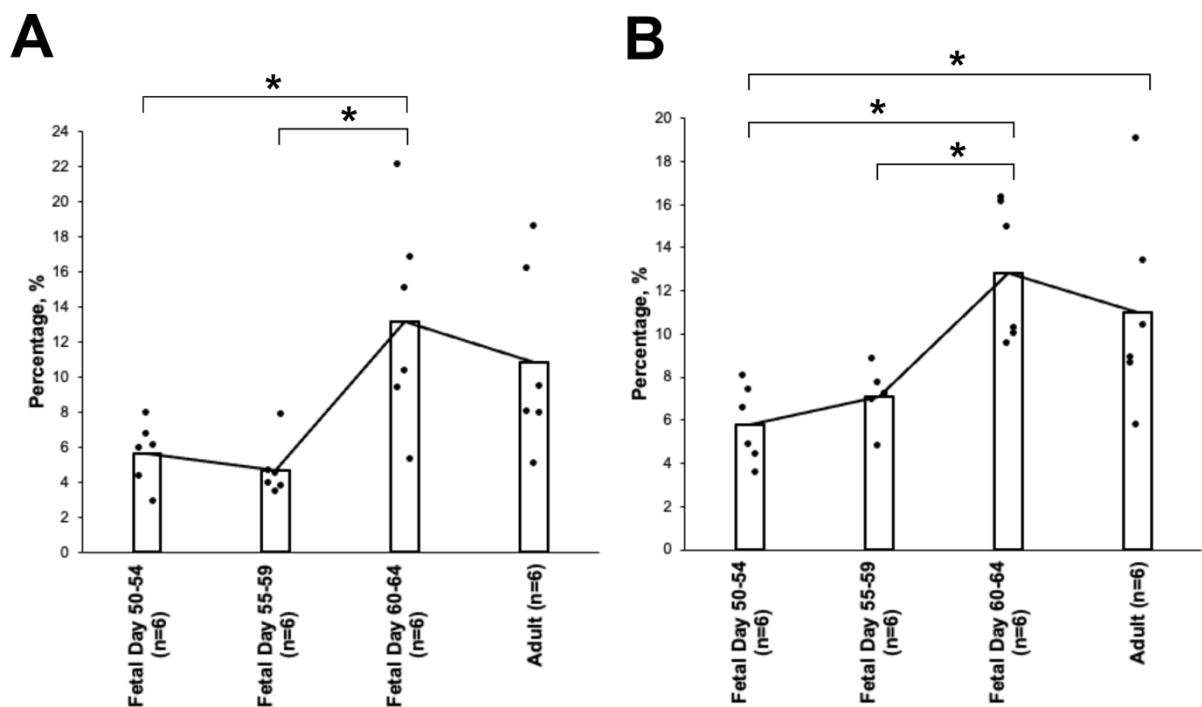 A
*
*
Percentage, %
24
22
20
18
16
14
12
10
8
6
4
2
0
Fetal Day 50-54
(n=6)
Fetal Day 55-59
(n=6)
Fetal Day 60-64
(n=6)
Adult (n=6)
B
*
*
*
Percentage, %
20
18
16
14
12
10
8
6
4
2
0
Fetal Day 50-54
(n=6)
Fetal Day 55-59
(n=6)
Fetal Day 60-64
(n=6)
Adult (n=6)